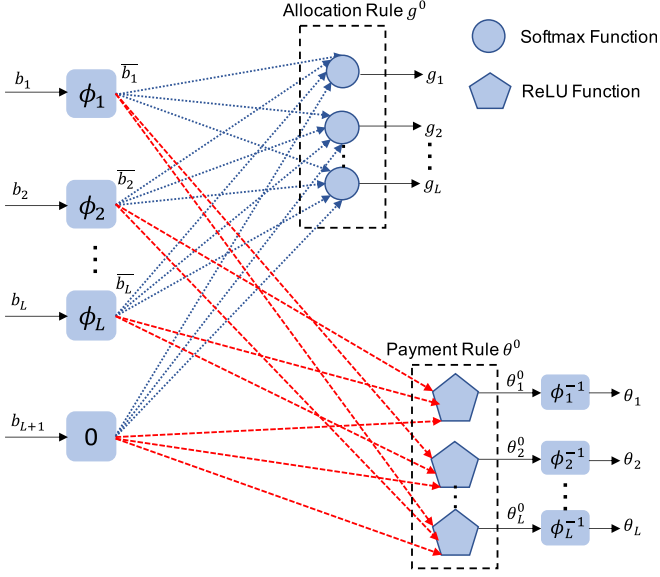 Allocation Rule g⁰
Softmax Function
ReLU Function
b₁
ϕ₁
b̅₁
g₁
b₂
ϕ₂
b̅₂
g₂
b_L
ϕ_L
b̅_L
g_L
b_{L+1}
0
Payment Rule θ⁰
θ₁⁰
ϕ₁⁻¹
θ₁
θ₂⁰
ϕ₂⁻¹
θ₂
θ_L⁰
ϕ_L⁻¹
θ_L